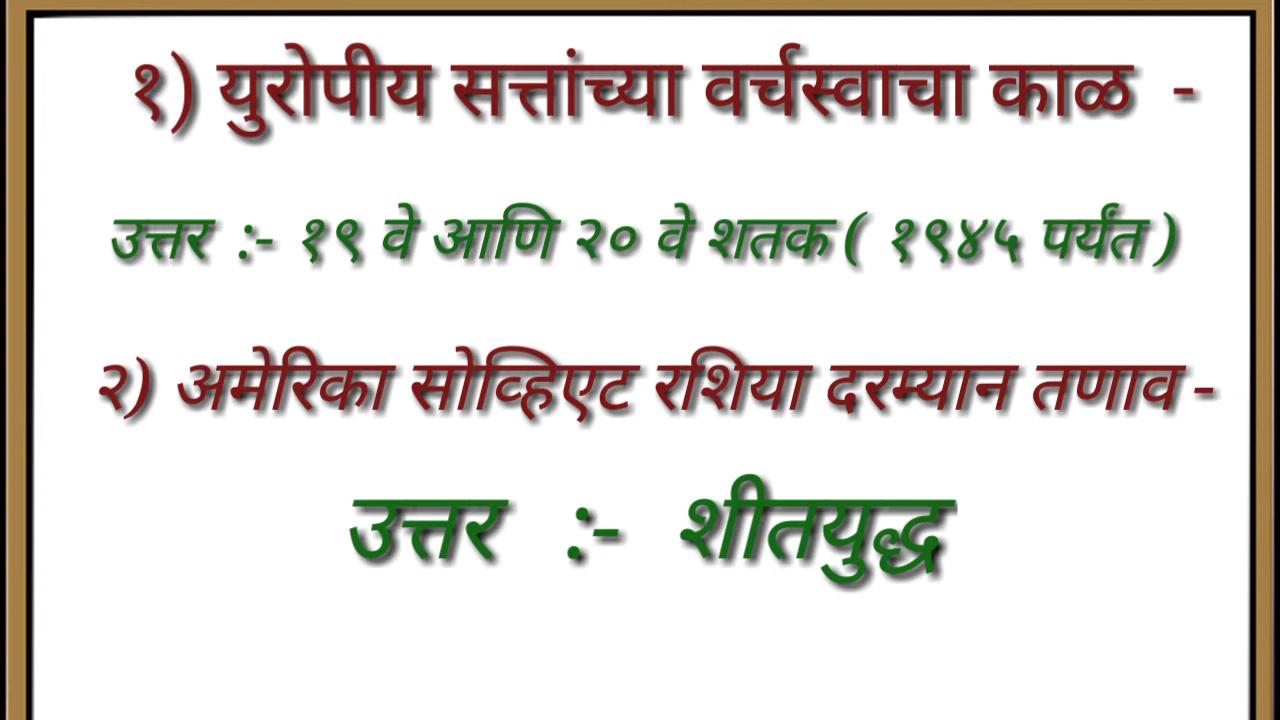 १) युरोपीय सत्तांच्या वर्चस्वाचा काळ -
उत्तर :- १९ वे आणि २० वे शतक ( १९४५ पर्यंत )
२) अमेरिका सोव्हिएट रशिया दरम्यान तणाव -
उत्तर :- शीतयुद्ध